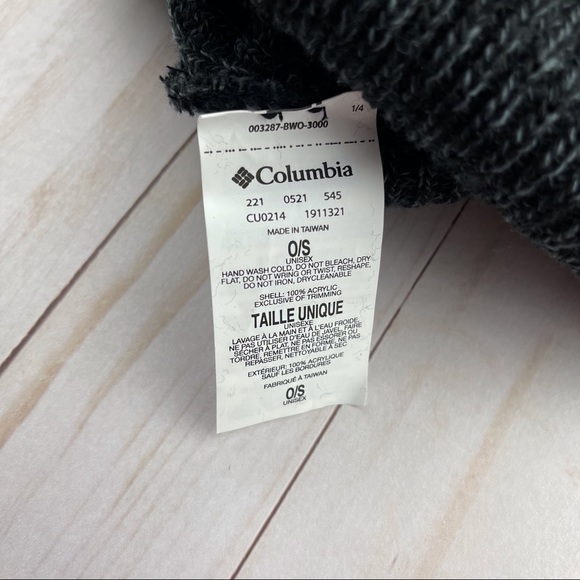 1/4
003287-BWO-3000
Columbia
221 0521 545
CU0214 1911321
MADE IN TAIWAN
O/S
UNISEX
HAND WASH COLD, DO NOT BLEACH, DRY
FLAT, DO NOT WRING OR TWIST, RESHAPE,
DO NOT IRON, DRYCLEANABLE
SHELL: 100% ACRYLIC
EXCLUSIVE OF TRIMMING
TAILLE UNIQUE
UNISEXE
LAVAGE À LA MAIN ET À L'EAU FROIDE,
NE PAS UTILISER D'EAU DE JAVEL, FAIRE
SÉCHER À PLAT, NE PAS ESSORER OU
TORDRE, REMETTRE EN FORME, NE PAS
REPASSER, NETTOYABLE À SEC
EXTÉRIEUR: 100% ACRYLIQUE
SAUF LES BORDURES
FABRIQUÉ À TAIWAN
O/S
UNISEX